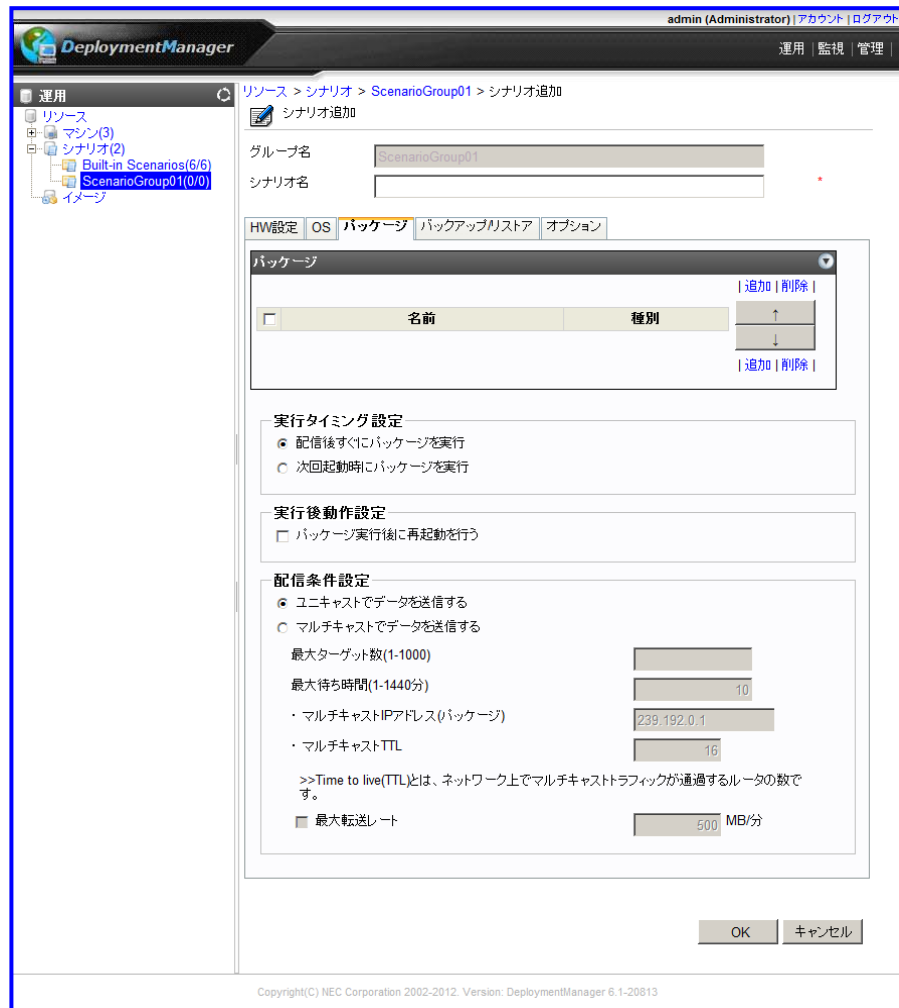 admin (Administrator)|アカウント|ログアウト
DeploymentManager
運用 |監視 |管理 |
運用
リソース
マシン(3)
シナリオ(2)
Built-in Scenarios(6/6)
ScenarioGroup01(0/0)
イメージ
リソース > シナリオ > ScenarioGroup01 > シナリオ追加
シナリオ追加
グループ名 ScenarioGroup01
シナリオ名 *
HW設定 OS パッケージ バックアップ/リストア オプション
パッケージ
| 追加 | 削除 |
名前 種別 ↑
↓
| 追加 | 削除 |
実行タイミング設定
配信後すぐにパッケージを実行
次回起動時にパッケージを実行
実行後動作設定
パッケージ実行後に再起動を行う
配信条件設定
ユニキャストでデータを送信する
マルチキャストでデータを送信する
最大ターゲット数(1-1000)
最大待ち時間(1-1440分) 10
・マルチキャストIPアドレス(パッケージ) 239.192.0.1
・マルチキャストTTL 16
>>Time to live(TTL)とは、ネットワーク上でマルチキャストトラフィックが通過するルータの数で
す。
最大転送レート 500 MB/分
OK キャンセル
Copyright(C) NEC Corporation 2002-2012. Version: DeploymentManager 6.1-20813